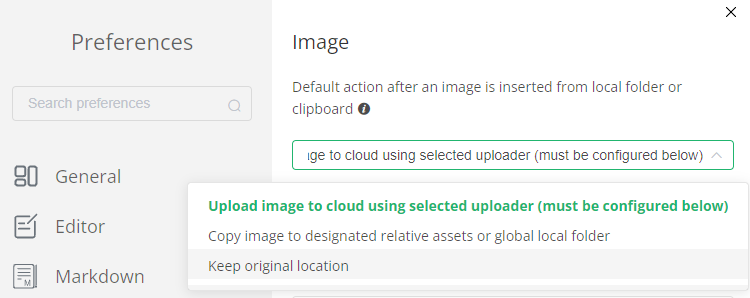 Preferences
Search preferences
General
Editor
Markdown
Image
Default action after an image is inserted from local folder or
clipboard
ge to cloud using selected uploader (must be configured below)
Upload image to cloud using selected uploader (must be configured below)
Copy image to designated relative assets or global local folder
Keep original location